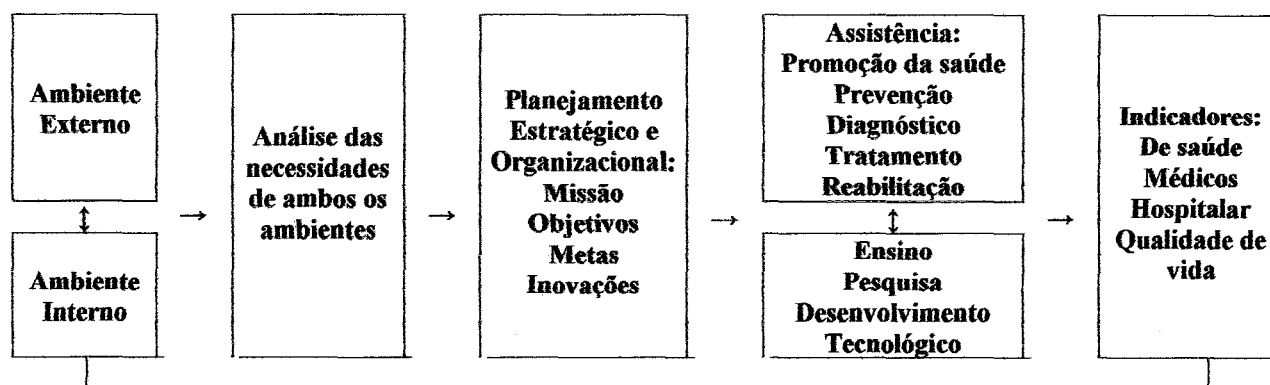 Ambiente
Externo
↕
Ambiente
Interno
→
Análise das
necessidades
de ambos os
ambientes
→
Planejamento
Estratégico e
Organizacional:
Missão
Objetivos
Metas
Inovações
→
Assistência:
Promoção da saúde
Prevenção
Diagnóstico
Tratamento
Reabilitação
↕
Ensino
Pesquisa
Desenvolvimento
Tecnológico
→
Indicadores:
De saúde
Médicos
Hospitalar
Qualidade de
vida